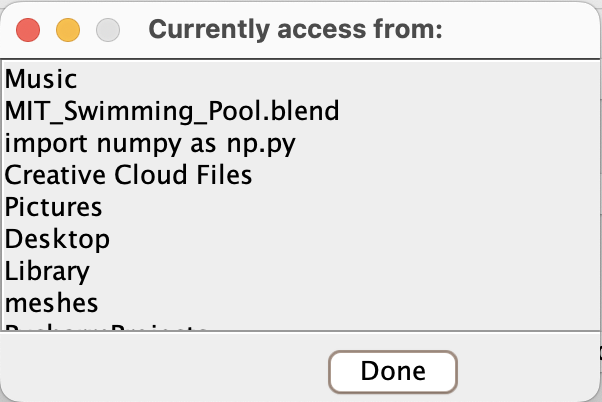 Currently access from:
Music
MIT_Swimming_Pool.blend
import numpy as np.py
Creative Cloud Files
Pictures
Desktop
Library
meshes
Done